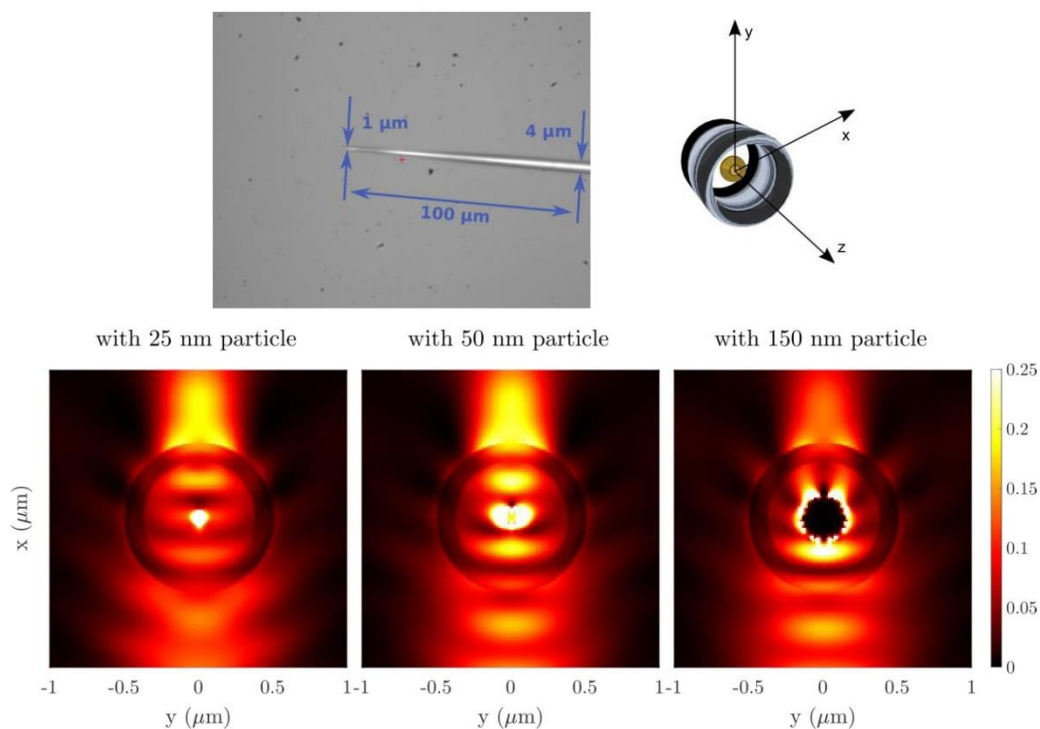 1 μm
4 μm
100 μm
y
x
z
with 25 nm particle
with 50 nm particle
with 150 nm particle
0.25
0.2
0.15
0.1
0.05
0
x (μm)
-1 -0.5 0 0.5 1
-1 -0.5 0 0.5 1
-1 -0.5 0 0.5 1
y (μm)
y (μm)
y (μm)